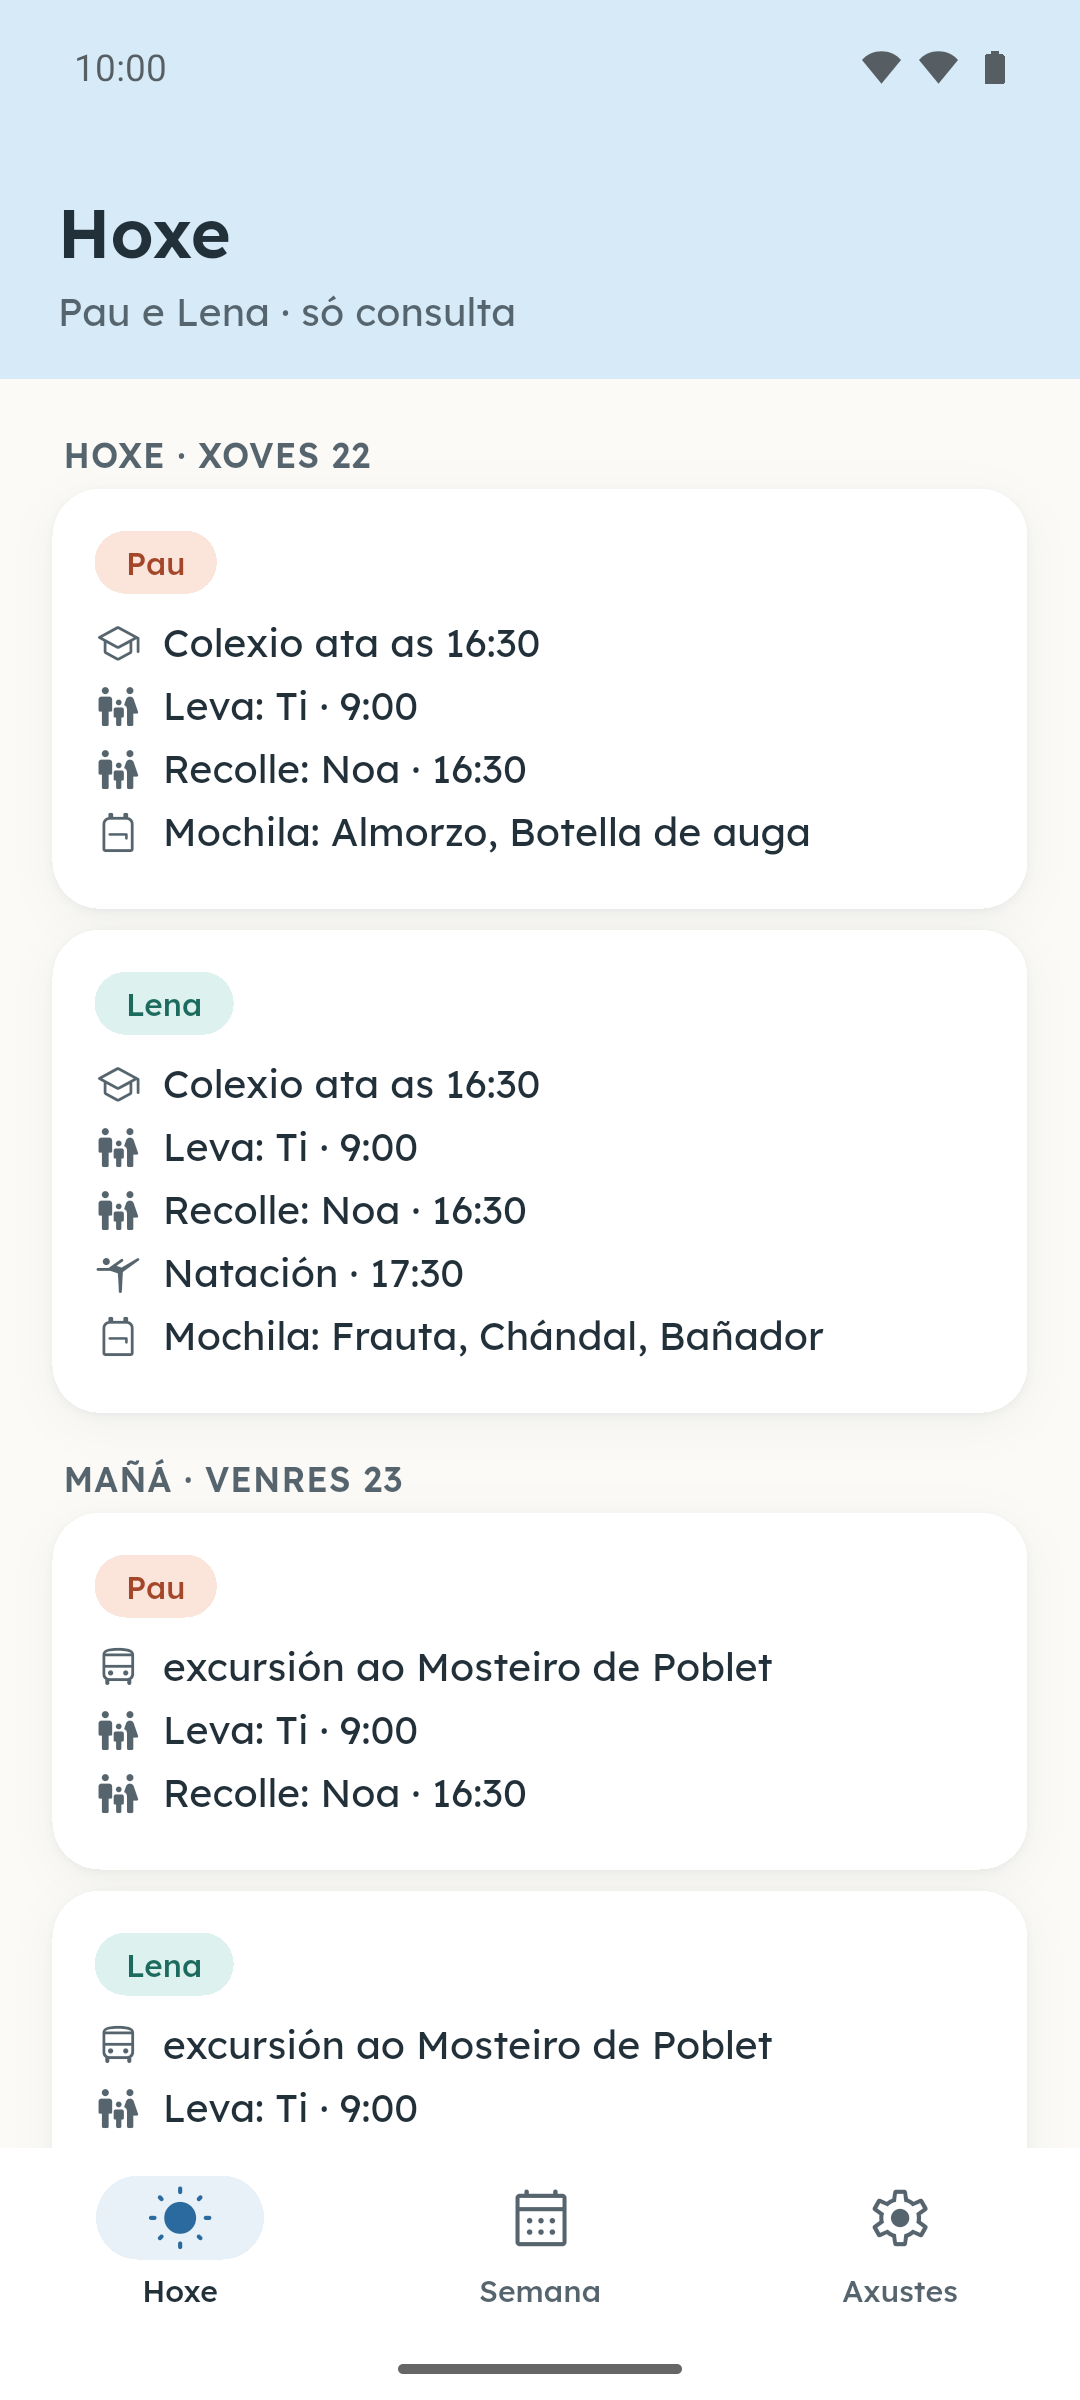 10:00
Hoxe
Pau e Lena · só consulta
HOXE · XOVES 22
Pau
Colexio ata as 16:30
Leva: Ti · 9:00
Recolle: Noa · 16:30
Mochila: Almorzo, Botella de auga
Lena
Colexio ata as 16:30
Leva: Ti · 9:00
Recolle: Noa · 16:30
Natación · 17:30
Mochila: Frauta, Chándal, Bañador
MAÑÁ · VENRES 23
Pau
excursión ao Mosteiro de Poblet
Leva: Ti · 9:00
Recolle: Noa · 16:30
Lena
excursión ao Mosteiro de Poblet
Leva: Ti · 9:00
Hoxe
Semana
Axustes